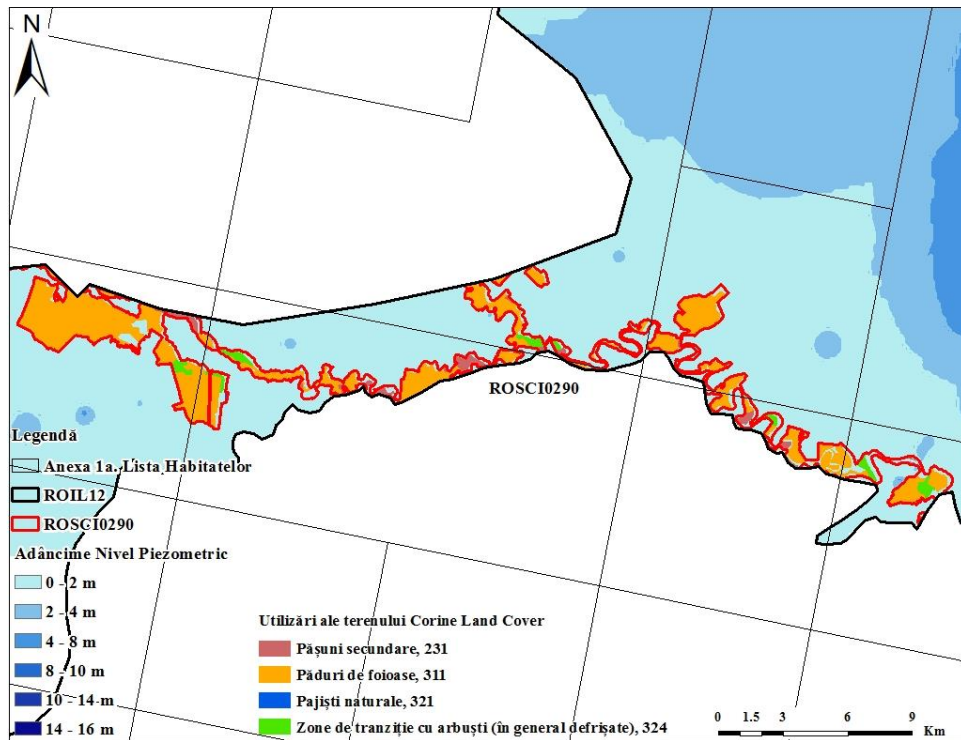 N
ROSCI0290
Legendă
Anexa 1a. Lista Habitatelor
ROIL12
ROSCI0290
Adâncime Nivel Piezometric
0 - 2 m
2 - 4 m
4 - 8 m
8 - 10 m
10 - 14 m
14 - 16 m
Utilizări ale terenului Corine Land Cover
Pășuni secundare, 231
Păduri de foioase, 311
Pajiști naturale, 321
Zone de tranziție cu arbuști (în general defrișate), 324
0 1.5 3 6 9
Km